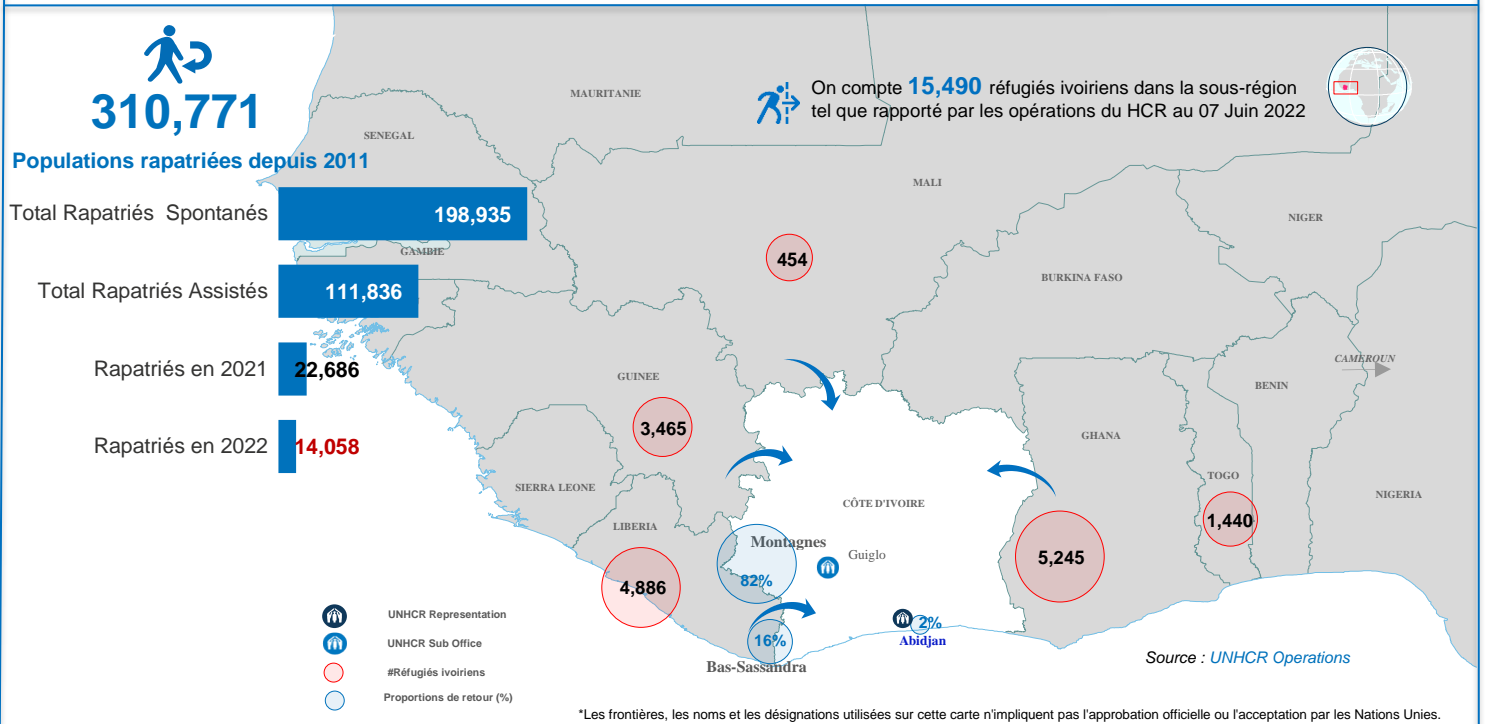 310,771
Populations rapatriées depuis 2011
Total Rapatriés Spontanés
198,935
Total Rapatriés Assistés
111,836
Rapatriés en 2021
22,686
Rapatriés en 2022
14,058
On compte 15,490 réfugiés ivoiriens dans la sous-région
tel que rapporté par les opérations du HCR au 07 Juin 2022
MAURITANIE
SENEGAL
MALI
NIGER
GAMBIE
454
BURKINA FASO
CAMEROUN
GUINEE
BENIN
3,465
GHANA
TOGO
SIERRA LEONE
NIGERIA
CÔTE D'IVOIRE
LIBERIA
1,440
Montagnes
Guiglo
5,245
82%
4,886
UNHCR Representation
2%
16%
Abidjan
UNHCR Sub Office
Bas-Sassandra
Source : UNHCR Operations
#Réfugiés ivoiriens
Proportions de retour (%)
*Les frontières, les noms et les désignations utilisées sur cette carte n'impliquent pas l'approbation officielle ou l'acceptation par les Nations Unies.